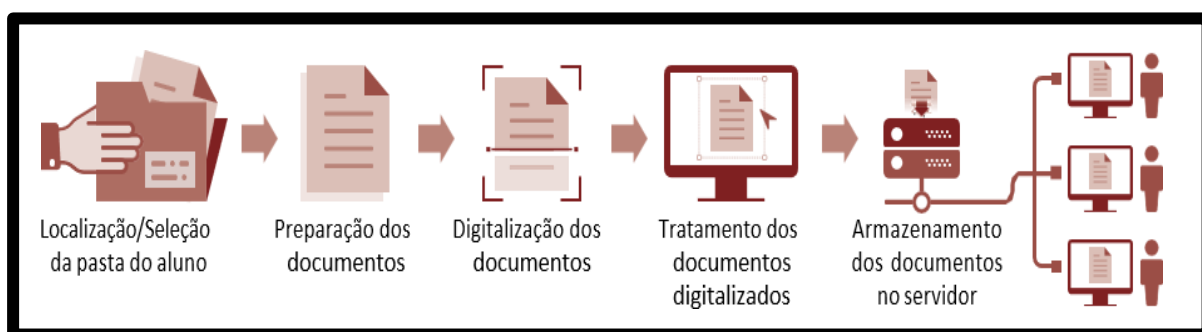 Localização/Seleção
da pasta do aluno
Preparação dos
documentos
Digitalização dos
documentos
Tratamento dos
documentos
digitalizados
Armazenamento
dos documentos
no servidor